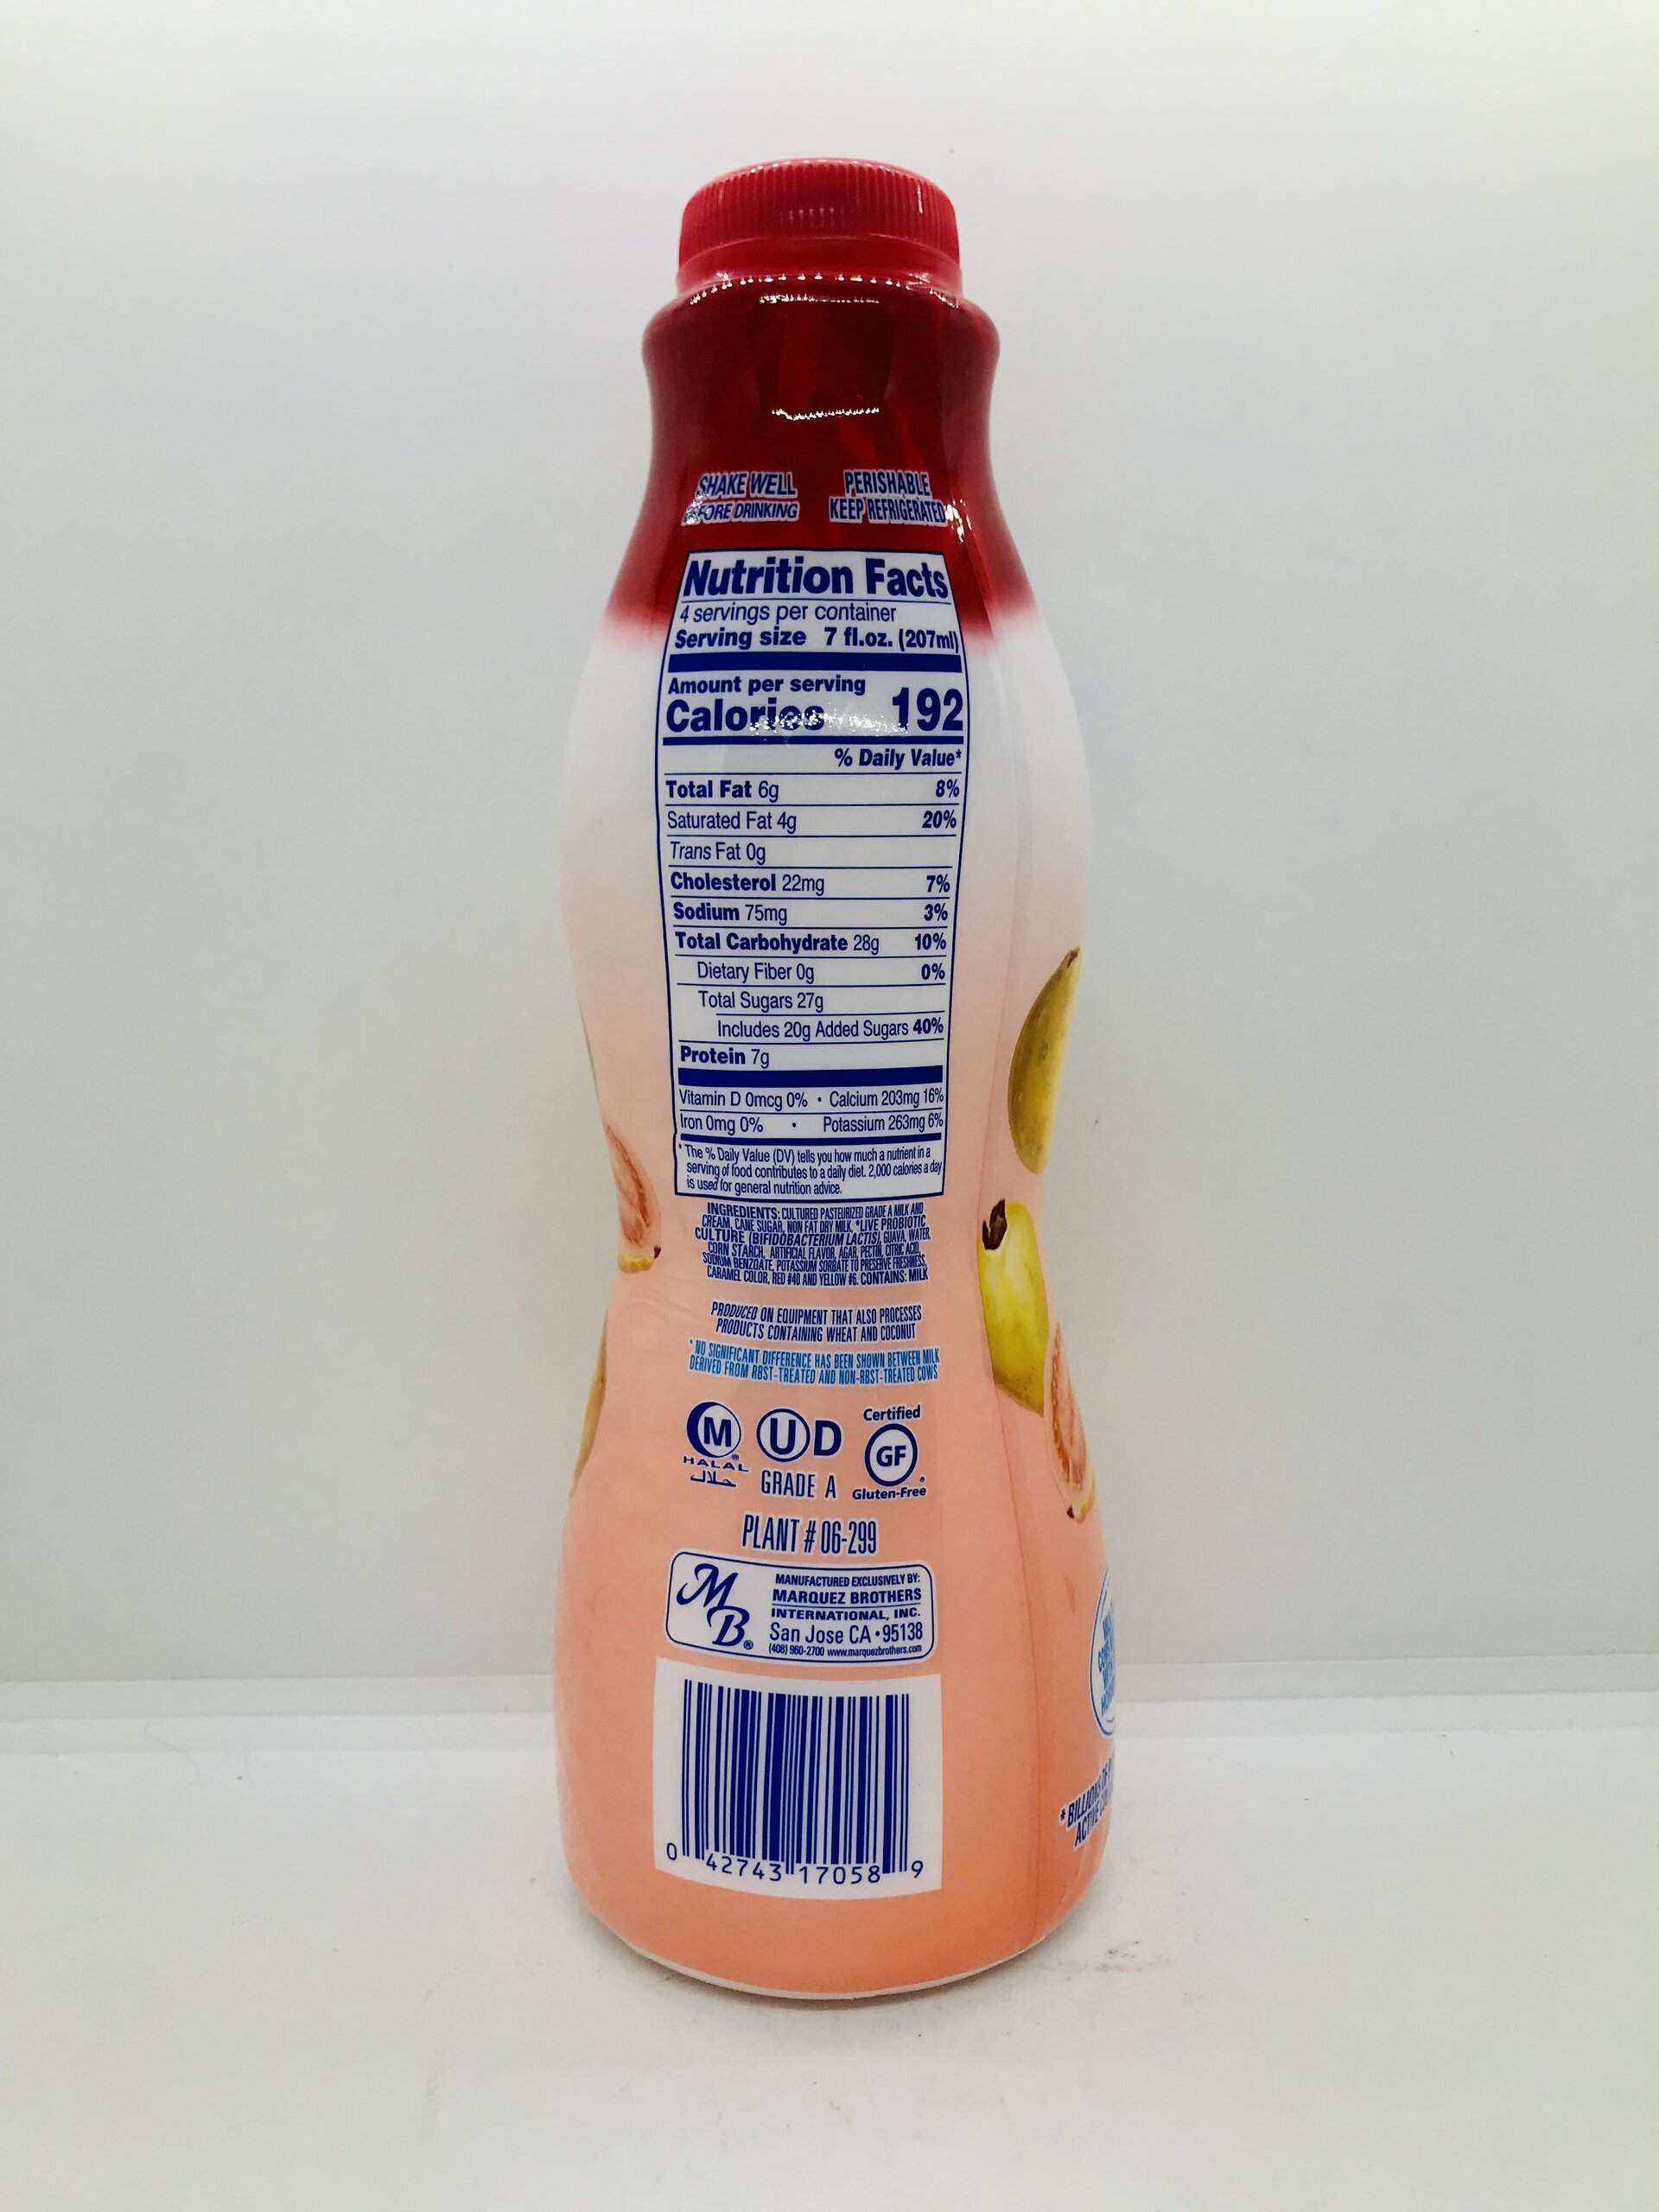 SHAKE WELL
BEFORE DRINKING
PERISHABLE
KEEP REFRIGERATED
Nutrition Facts
4 servings per container
Serving size 7 fl.oz. (207ml)
Amount per serving
Calories 192
% Daily Value*
Total Fat 6g 8%
Saturated Fat 4g 20%
Trans Fat 0g
Cholesterol 22mg 7%
Sodium 75mg 3%
Total Carbohydrate 28g 10%
Dietary Fiber 0g 0%
Total Sugars 27g
Includes 20g Added Sugars 40%
Protein 7g
Vitamin D 0mcg 0% • Calcium 203mg 16%
Iron 0mg 0% • Potassium 263mg 6%
* The % Daily Value (DV) tells you how much a nutrient in a
serving of food contributes to a daily diet. 2,000 calories a day
is used for general nutrition advice.
INGREDIENTS: CULTURED PASTEURIZED GRADE A MILK AND
CREAM, CANE SUGAR, NON FAT DRY MILK, *LIVE PROBIOTIC
CULTURE (BIFIDOBACTERIUM LACTIS), GUAVA, WATER,
CORN STARCH, ARTIFICIAL FLAVOR, AGAR, PECTIN, CITRIC ACID,
SODIUM BENZOATE, POTASSIUM SORBATE TO PRESERVE FRESHNESS,
CARAMEL COLOR, RED #40 AND YELLOW #6. CONTAINS: MILK
PRODUCED ON EQUIPMENT THAT ALSO PROCESSES
PRODUCTS CONTAINING WHEAT AND COCONUT
* NO SIGNIFICANT DIFFERENCE HAS BEEN SHOWN BETWEEN MILK
DERIVED FROM RBST-TREATED AND NON-RBST-TREATED COWS
M®
HALAL
حلال
U D
GRADE A
Certified
GF®
Gluten-Free
PLANT # 06-299
MB®
MANUFACTURED EXCLUSIVELY BY:
MARQUEZ BROTHERS
INTERNATIONAL, INC.
San Jose CA • 95138
(408) 960-2700 www.marquezbrothers.com
0 42743 17058 9
*BILLIONS OF